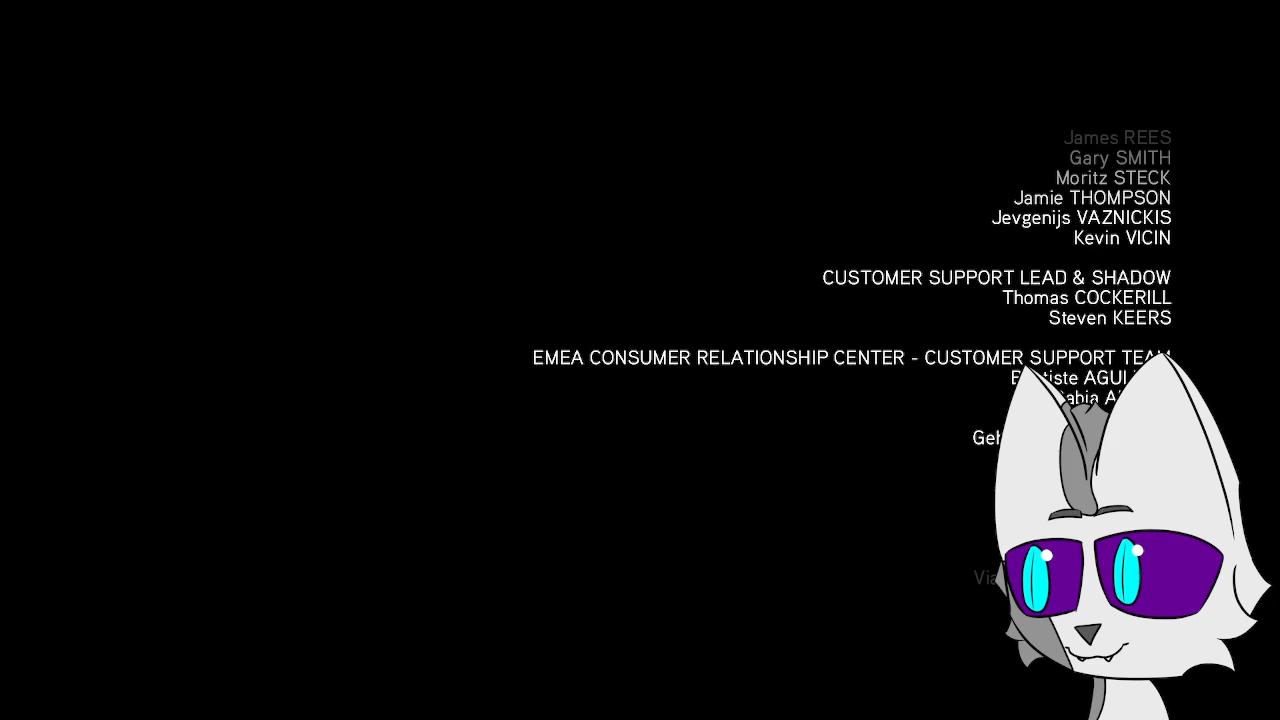 James REES
Gary SMITH
Moritz STECK
Jamie THOMPSON
Jevgenijs VAZNICKIS
Kevin VICIN
CUSTOMER SUPPORT LEAD & SHADOW
Thomas COCKERILL
Steven KEERS
EMEA CONSUMER RELATIONSHIP CENTER - CUSTOMER SUPPORT TEAM